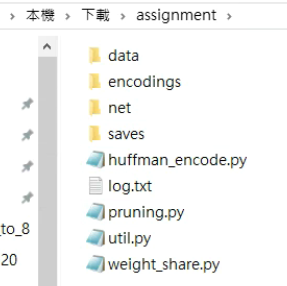 本機 › 下載 › assignment ›
data
encodings
net
saves
huffman_encode.py
log.txt
pruning.py
_to_8
util.py
20
weight_share.py